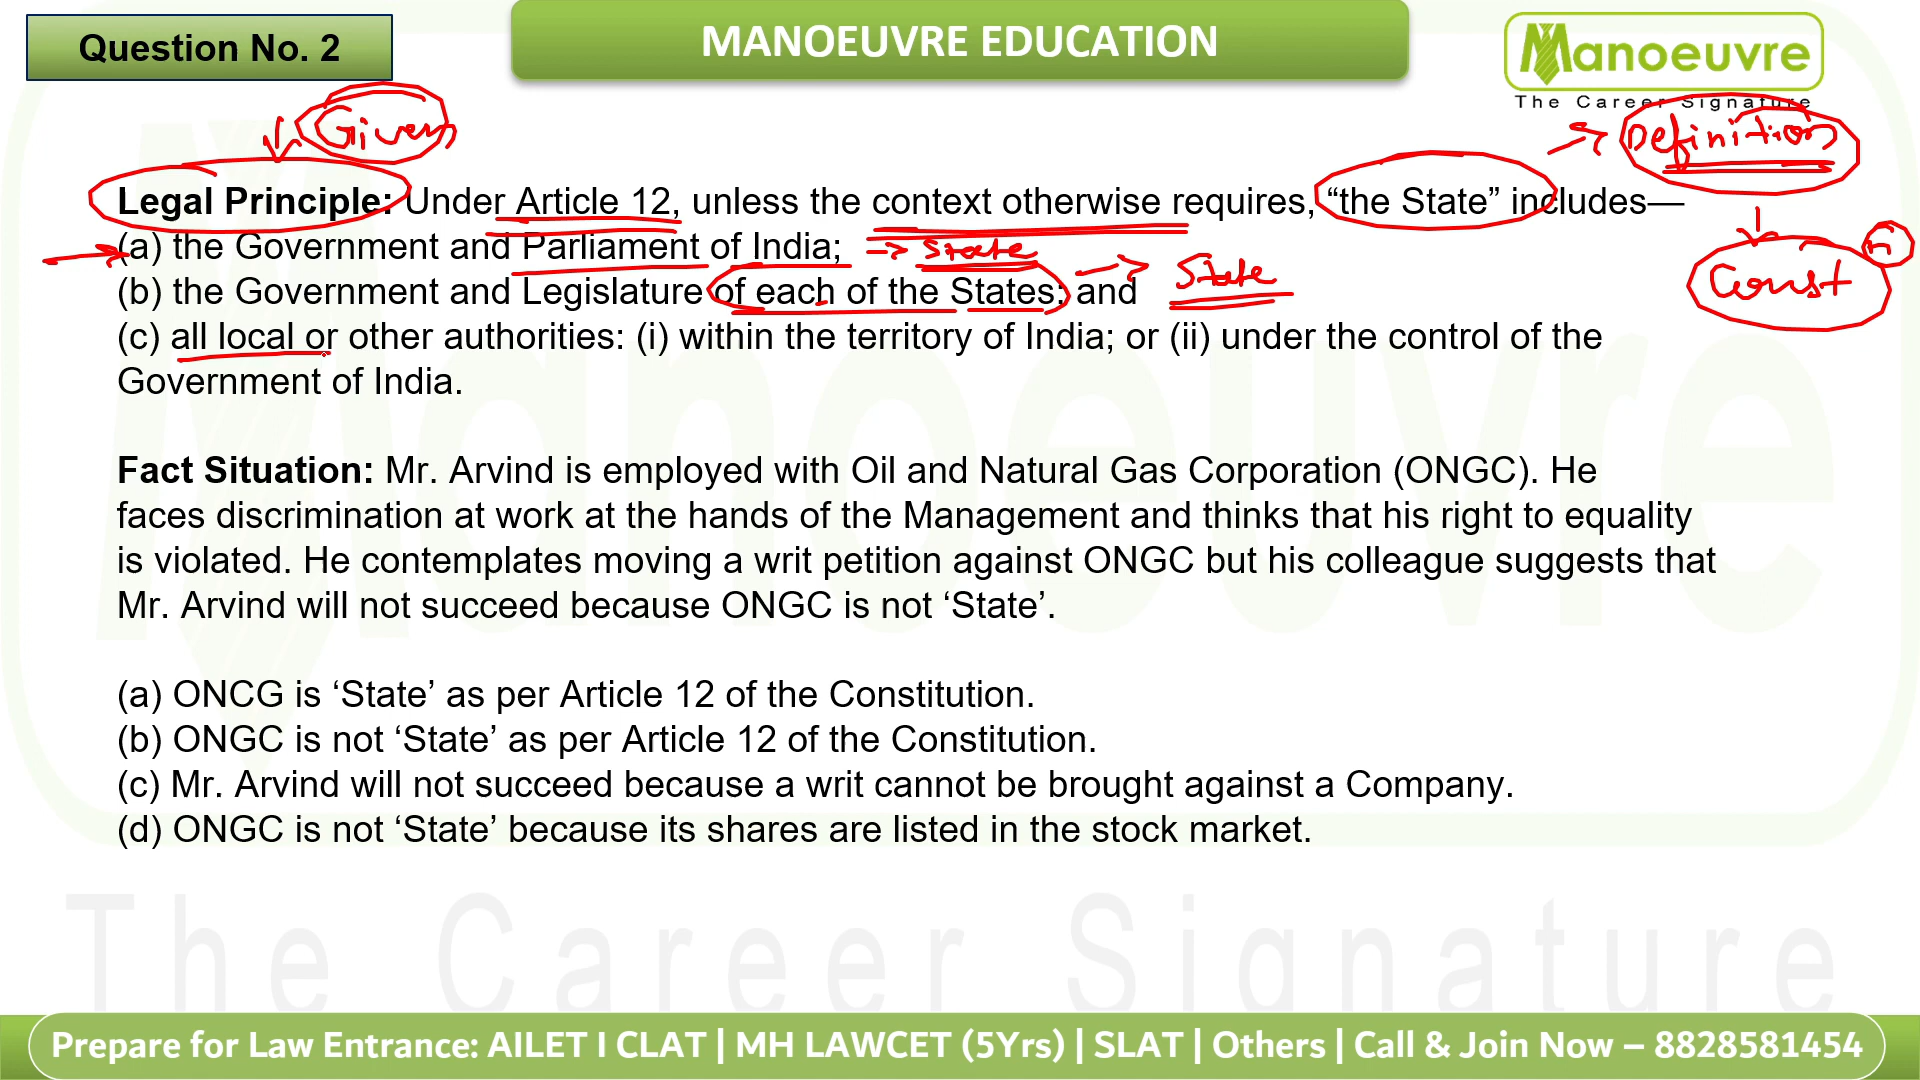 Question No. 2
MANOEUVRE EDUCATION
Manoeuvre
The Career Signature
Given
Definition
Legal Principle: Under Article 12, unless the context otherwise requires, “the State” includes—
(a) the Government and Parliament of India; → State
(b) the Government and Legislature of each of the States; and → State
Const n
(c) all local or other authorities: (i) within the territory of India; or (ii) under the control of the
Government of India.
Fact Situation: Mr. Arvind is employed with Oil and Natural Gas Corporation (ONGC). He
faces discrimination at work at the hands of the Management and thinks that his right to equality
is violated. He contemplates moving a writ petition against ONGC but his colleague suggests that
Mr. Arvind will not succeed because ONGC is not ‘State’.
(a) ONCG is ‘State’ as per Article 12 of the Constitution.
(b) ONGC is not ‘State’ as per Article 12 of the Constitution.
(c) Mr. Arvind will not succeed because a writ cannot be brought against a Company.
(d) ONGC is not ‘State’ because its shares are listed in the stock market.
Manoeuvre
The Career Signature
Prepare for Law Entrance: AILET I CLAT | MH LAWCET (5Yrs) | SLAT | Others | Call & Join Now – 8828581454